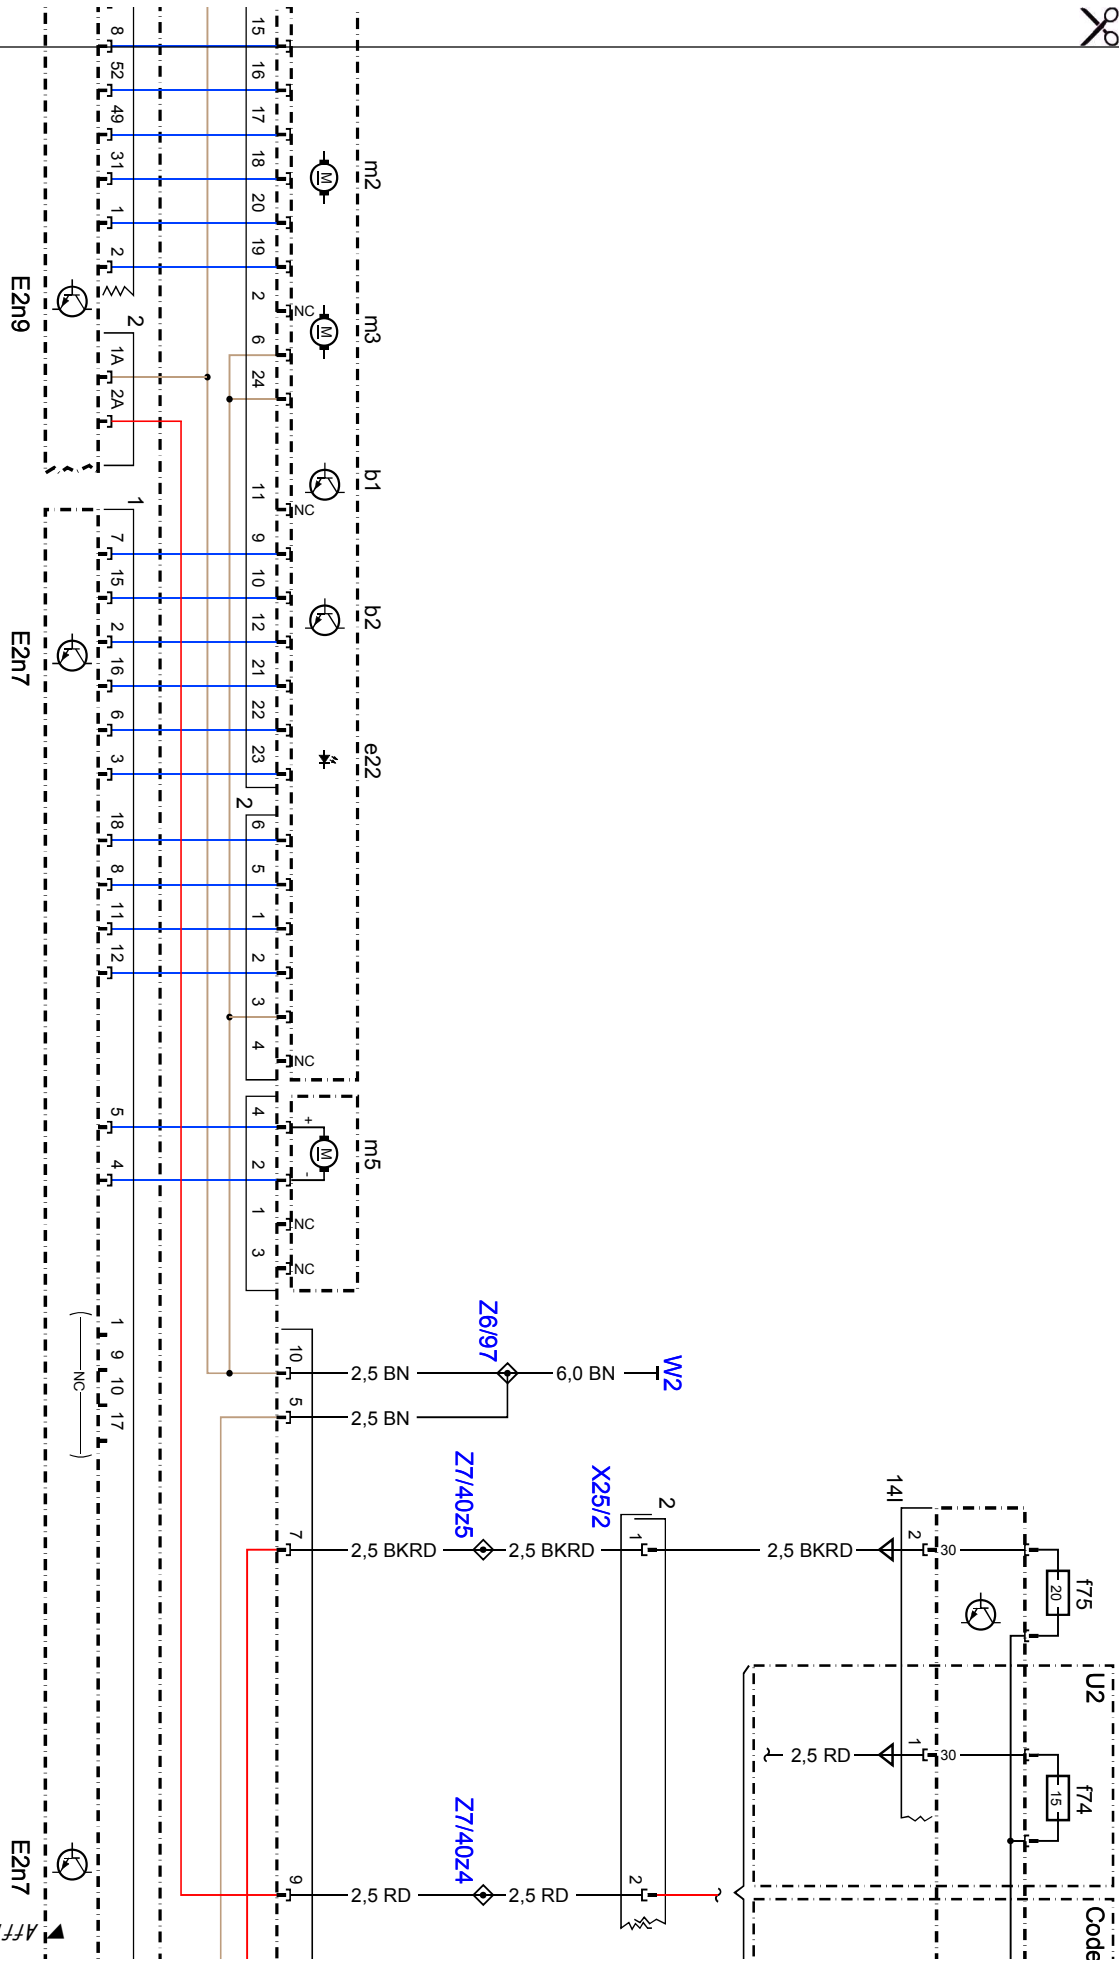 8
52
49
31
1
2
2
1A
2A
E2n9
15
16
17
18
20
19
2
NC
6
24
11
NC
9
10
12
21
22
23
m2
M
m3
M
b1
b2
e22
1
7
15
2
16
6
3
18
8
11
12
5
4
E2n7
2
6
5
1
2
3
4
NC
4
2
1
NC
3
NC
+
M
-
m5
1
9
10
17
NC
10
2,5 BN
Z6/97
6,0 BN
W2
5
2,5 BN
7
2,5 BKRD
Z7/40z5
2,5 BKRD
X25/2
2
1
2,5 BKRD
14I
2
30
20
f75
U2
2,5 RD
1
30
15
f74
9
2,5 RD
Z7/40z4
2,5 RD
2
Code
E2n7